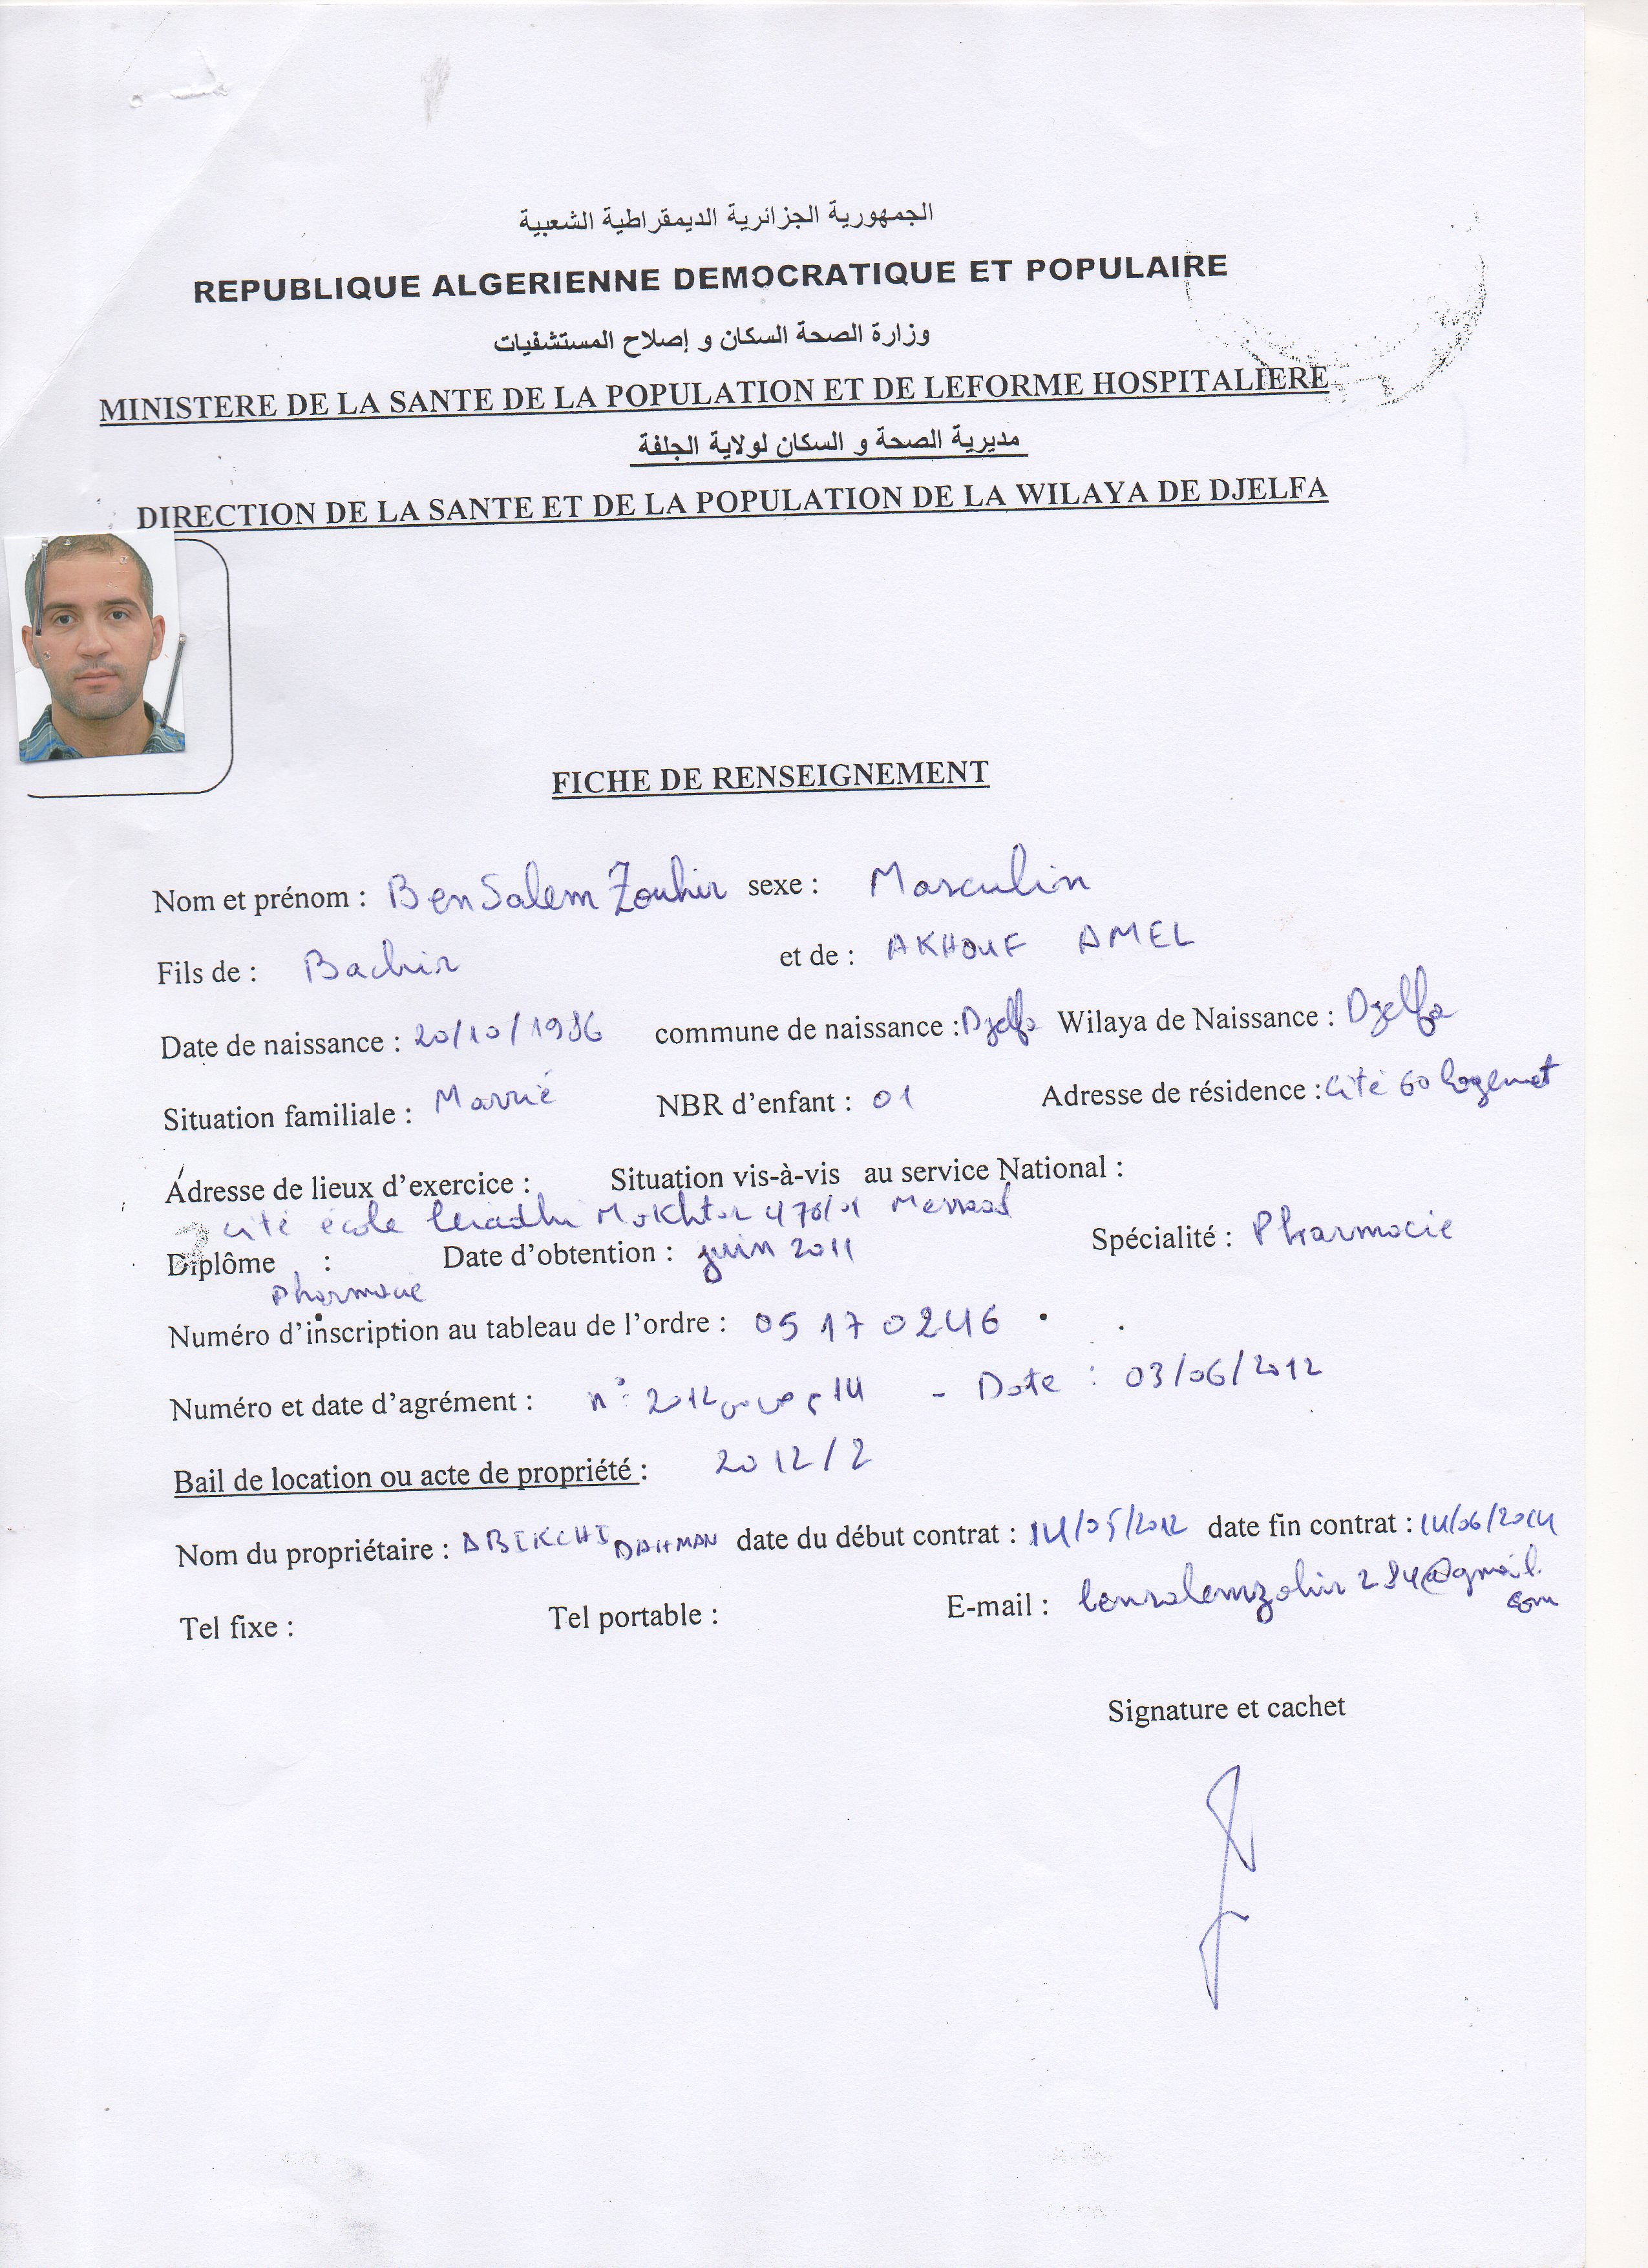 الجمهورية الجزائرية الديمقراطية الشعبية
REPUBLIQUE ALGERIENNE DEMOCRATIQUE ET POPULAIRE
وزارة الصحة السكان و إصلاح المستشفيات
MINISTERE DE LA SANTE DE LA POPULATION ET DE LEFORME HOSPITALIERE
مديرية الصحة و السكان لولاية الجلفة
DIRECTION DE LA SANTE ET DE LA POPULATION DE LA WILAYA DE DJELFA
FICHE DE RENSEIGNEMENT
Nom et prénom : BenSalem Zouhir sexe : Masculin
Fils de : Bachir et de : AKHOUF AMEL
Date de naissance : 20/10/1986 commune de naissance : Djelfa Wilaya de Naissance : Djelfa
Situation familiale : Marrié NBR d'enfant : 01 Adresse de résidence : Cité 60 logemet
Adresse de lieux d'exercice : Situation vis-à-vis au service National :
cité école Mokhtar Messad
Diplôme : Date d'obtention : juin 2011 Spécialité : Pharmacie
Pharmacie
Numéro d'inscription au tableau de l'ordre : 05 17 0246
Numéro et date d'agrément : n° - Date : 03/06/2012
Bail de location ou acte de propriété : 2012/2
Nom du propriétaire : ABIKCHI DAHMAN date du début contrat : 14/05/2012 date fin contrat : 14/06/2014
Tel fixe : Tel portable : E-mail : bensalemzohir284@gmail.
com
Signature et cachet